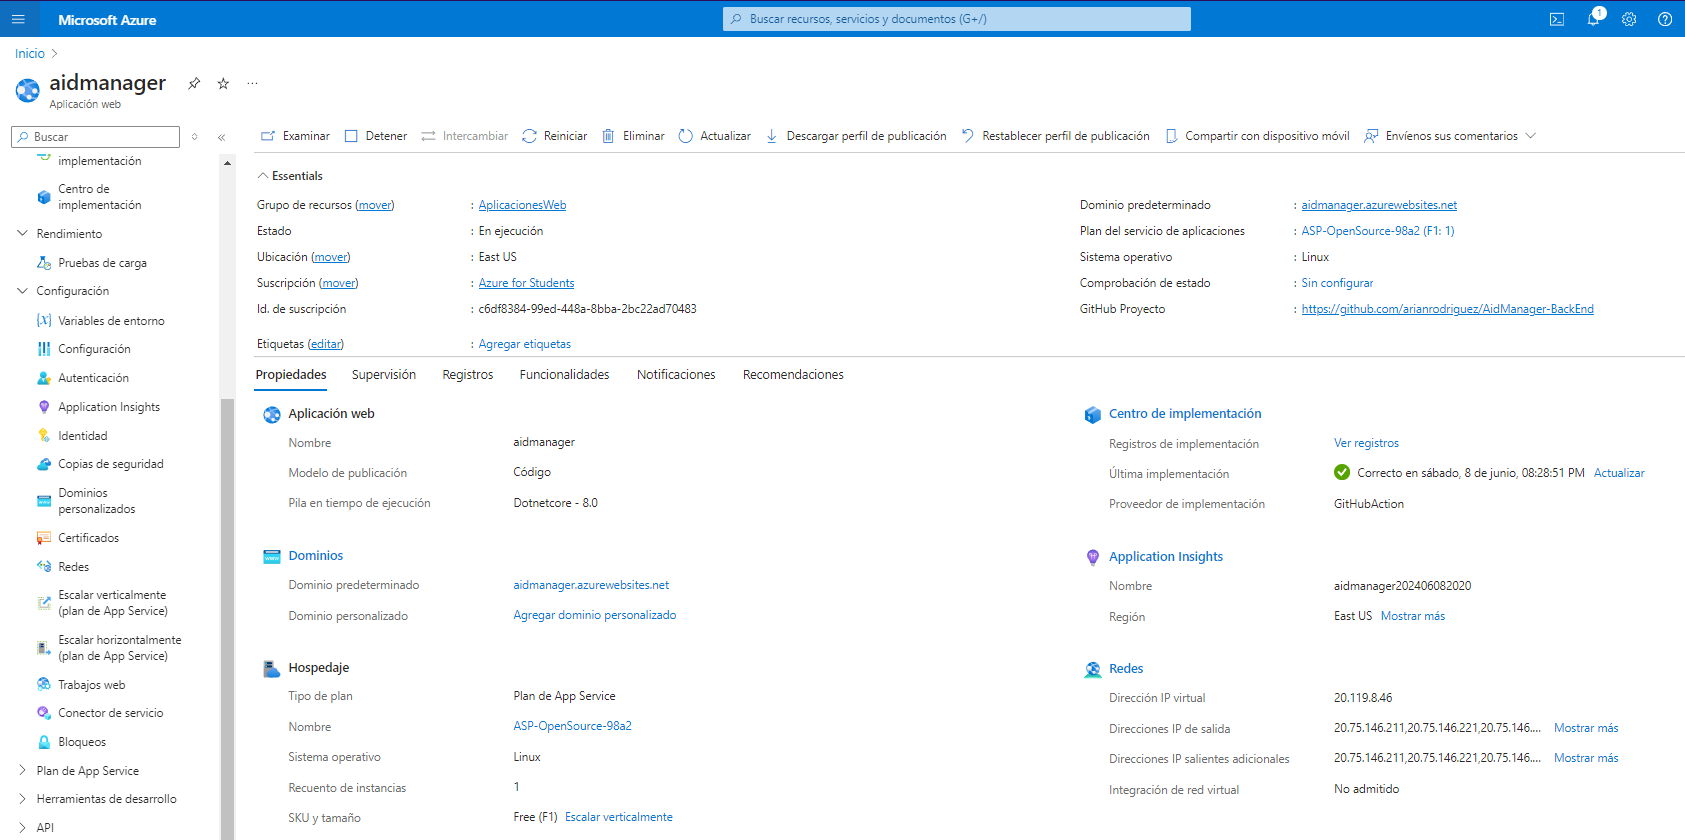 Microsoft Azure
Buscar recursos, servicios y documentos (G+/)
1
Inicio
aidmanager
Aplicación web
Buscar
Examinar
Detener
Intercambiar
Reiniciar
Eliminar
Actualizar
Descargar perfil de publicación
Restablecer perfil de publicación
Compartir con dispositivo móvil
Envíenos sus comentarios
implementación
Centro de
implementación
Rendimiento
Pruebas de carga
Configuración
Variables de entorno
Configuración
Autenticación
Application Insights
Identidad
Copias de seguridad
Dominios
personalizados
Certificados
Redes
Escalar verticalmente
(plan de App Service)
Escalar horizontalmente
(plan de App Service)
Trabajos web
Conector de servicio
Bloqueos
Plan de App Service
Herramientas de desarrollo
API
Essentials
Grupo de recursos (mover) : AplicacionesWeb
Estado : En ejecución
Ubicación (mover) : East US
Suscripción (mover) : Azure for Students
Id. de suscripción : c6df8384-99ed-448a-8bba-2bc22ad70483
Etiquetas (editar) : Agregar etiquetas
Dominio predeterminado : aidmanager.azurewebsites.net
Plan del servicio de aplicaciones : ASP-OpenSource-98a2 (F1: 1)
Sistema operativo : Linux
Comprobación de estado : Sin configurar
GitHub Proyecto : https://github.com/arianrodriguez/AidManager-BackEnd
Propiedades
Supervisión
Registros
Funcionalidades
Notificaciones
Recomendaciones
Aplicación web
Nombre aidmanager
Modelo de publicación Código
Pila en tiempo de ejecución Dotnetcore - 8.0
Dominios
Dominio predeterminado aidmanager.azurewebsites.net
Dominio personalizado Agregar dominio personalizado
Hospedaje
Tipo de plan Plan de App Service
Nombre ASP-OpenSource-98a2
Sistema operativo Linux
Recuento de instancias 1
SKU y tamaño Free (F1) Escalar verticalmente
Centro de implementación
Registros de implementación Ver registros
Última implementación Correcto en sábado, 8 de junio, 08:28:51 PM Actualizar
Proveedor de implementación GitHubAction
Application Insights
Nombre aidmanager202406082020
Región East US Mostrar más
Redes
Dirección IP virtual 20.119.8.46
Direcciones IP de salida 20.75.146.211,20.75.146.221,20.75.146.... Mostrar más
Direcciones IP salientes adicionales 20.75.146.211,20.75.146.221,20.75.146.... Mostrar más
Integración de red virtual No admitido